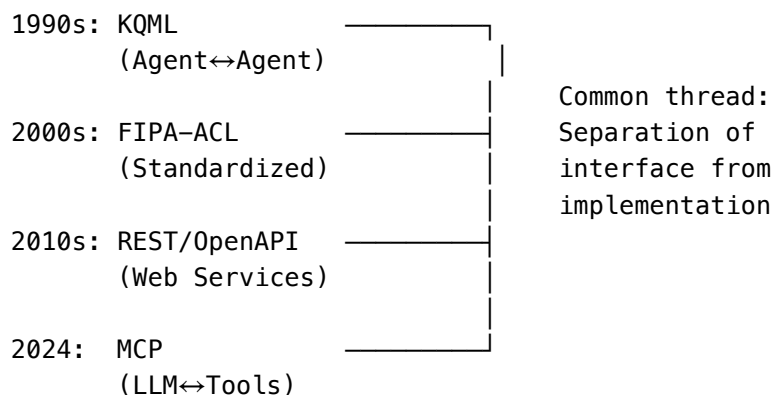 1990s: KQML
(Agent↔Agent)
Common thread:
2000s: FIPA-ACL
Separation of
(Standardized)
interface from
implementation
2010s: REST/OpenAPI
(Web Services)
2024: MCP
(LLM↔Tools)